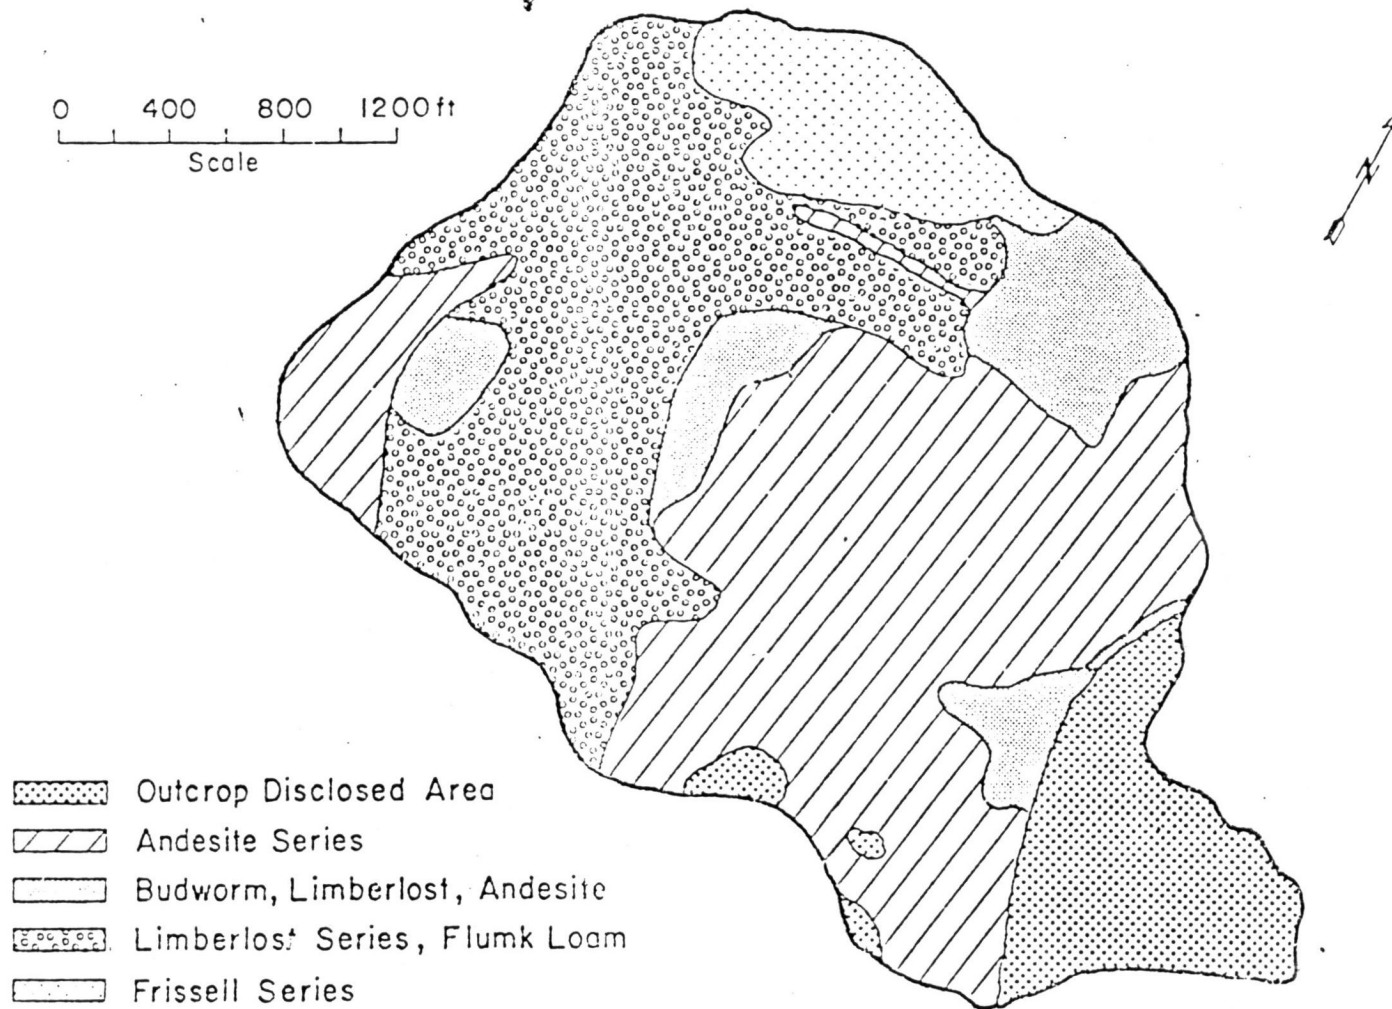 0 400 800 1200ft
Scale
N
Outcrop Disclosed Area
Andesite Series
Budworm, Limberlost, Andesite
Limberlost Series, Flumk Loam
Frissell Series